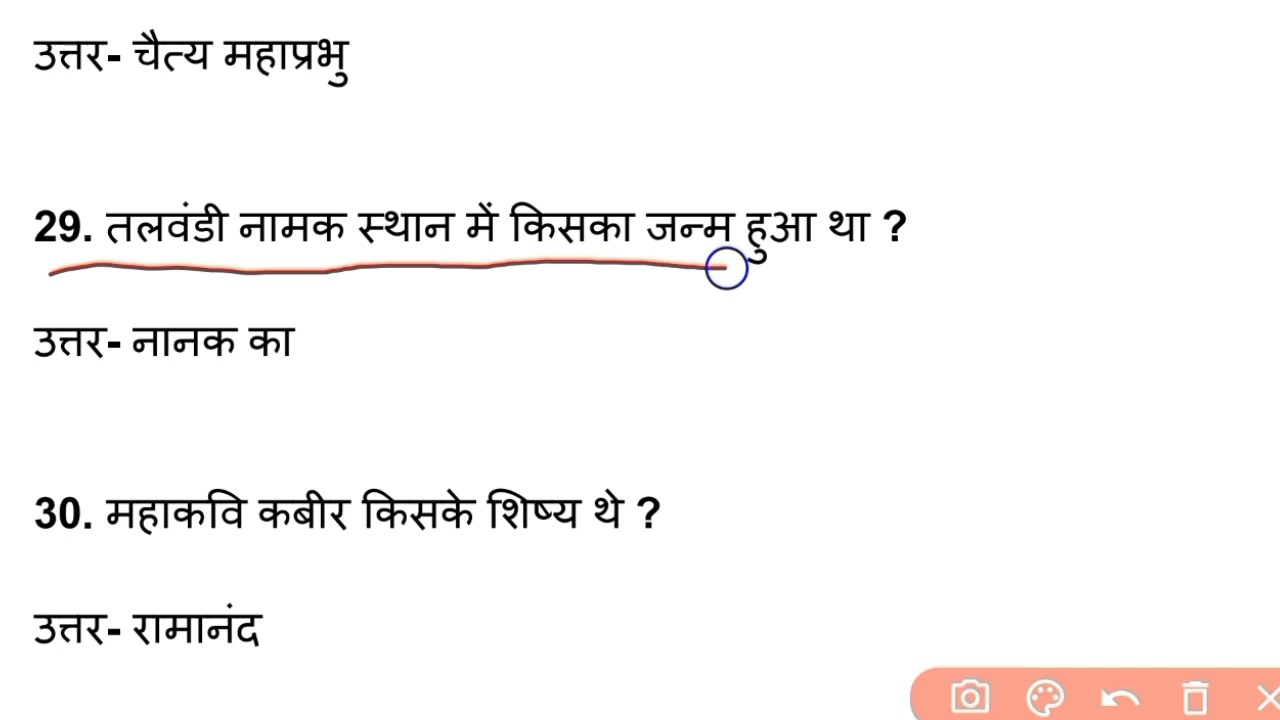 उत्तर- चैत्य महाप्रभु
29. तलवंडी नामक स्थान में किसका जन्म हुआ था ?
उत्तर- नानक का
30. महाकवि कबीर किसके शिष्य थे ?
उत्तर- रामानंद